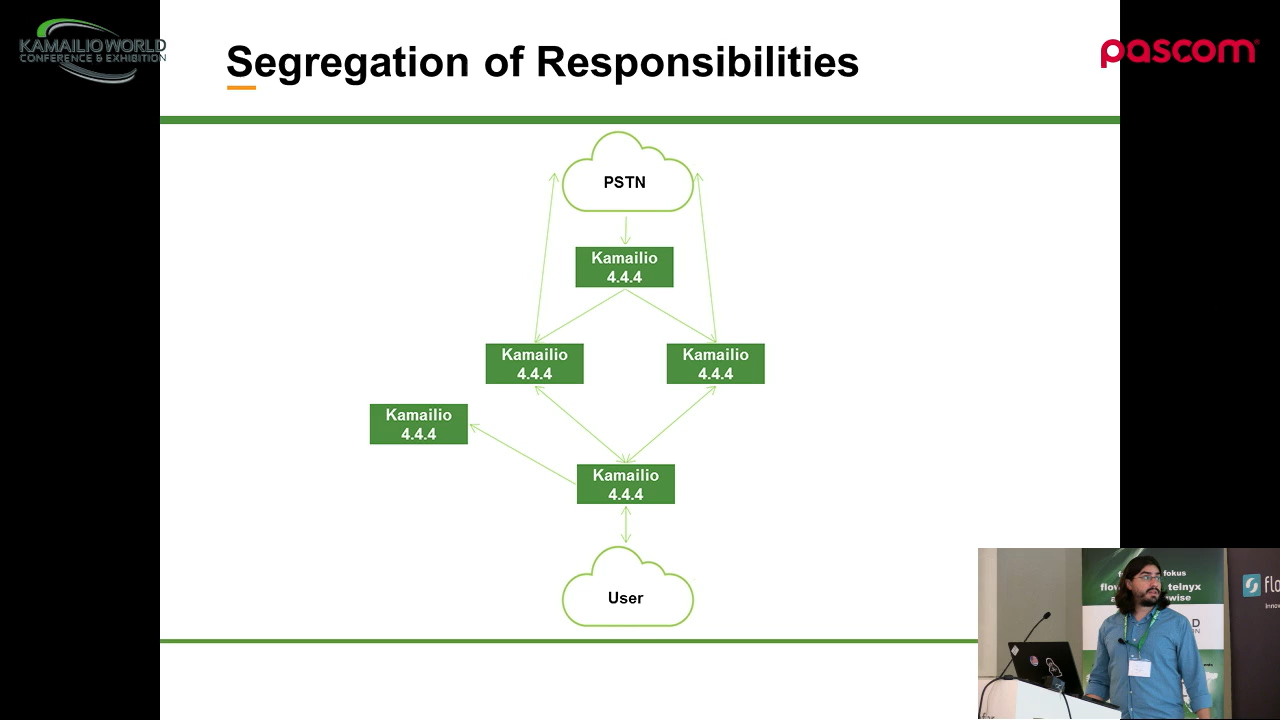 KAMAILIO WORLD
CONFERENCE & EXHIBITION
Segregation of Responsibilities
pascom
PSTN
Kamailio
4.4.4
Kamailio
4.4.4
Kamailio
4.4.4
Kamailio
4.4.4
Kamailio
4.4.4
User
fokus
telnyx